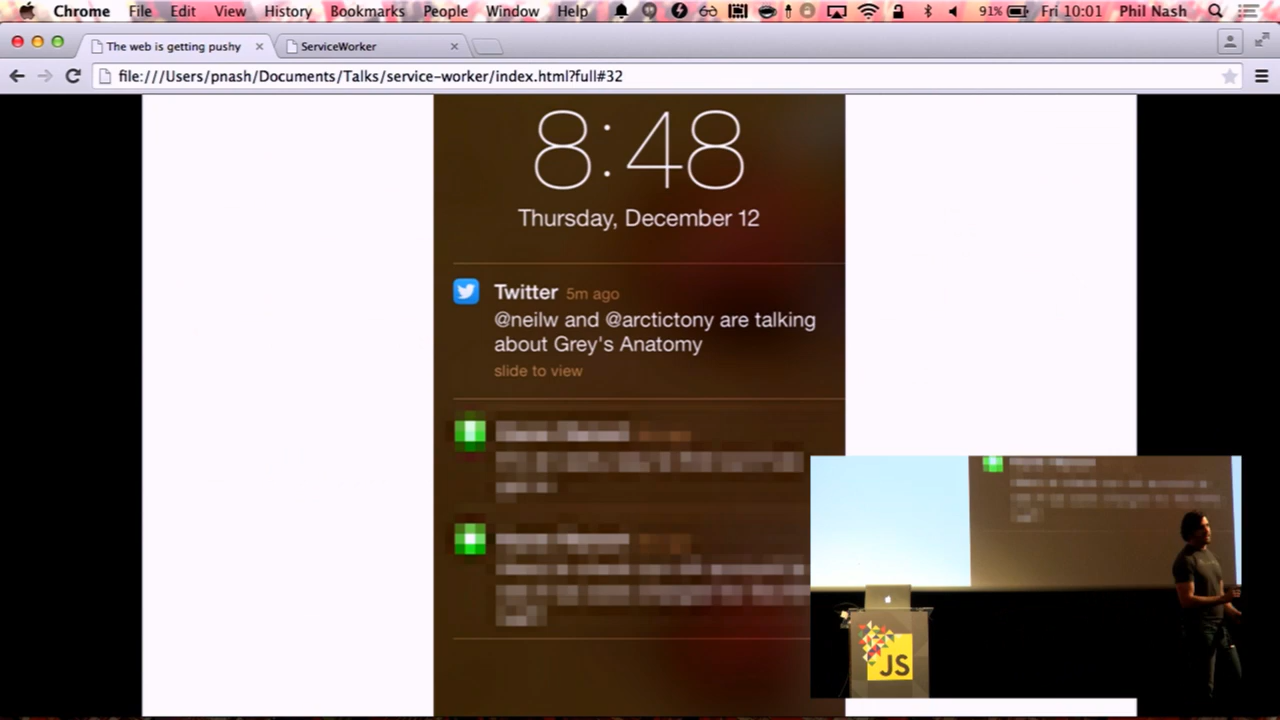 Chrome File Edit View History Bookmarks People Window Help 91% Fri 10:01 Phil Nash
The web is getting pushy
ServiceWorker
file:///Users/pnash/Documents/Talks/service-worker/index.html?full#32
8:48
Thursday, December 12
Twitter 5m ago
@neilw and @arctictony are talking
about Grey's Anatomy
slide to view
JS